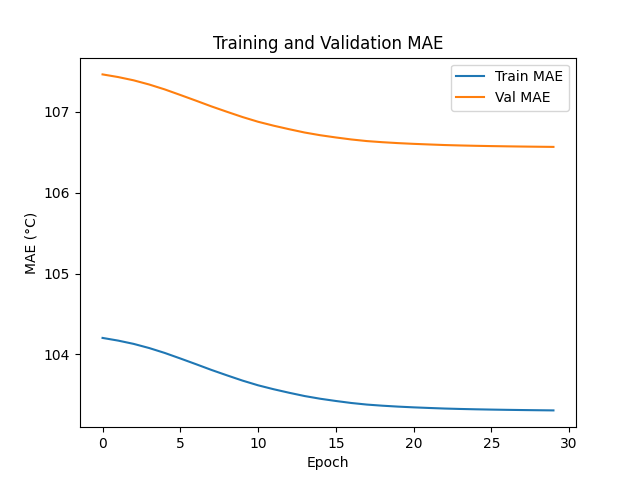 Training and Validation MAE
Train MAE
Val MAE
107
106
105
104
MAE (°C)
0 5 10 15 20 25 30
Epoch